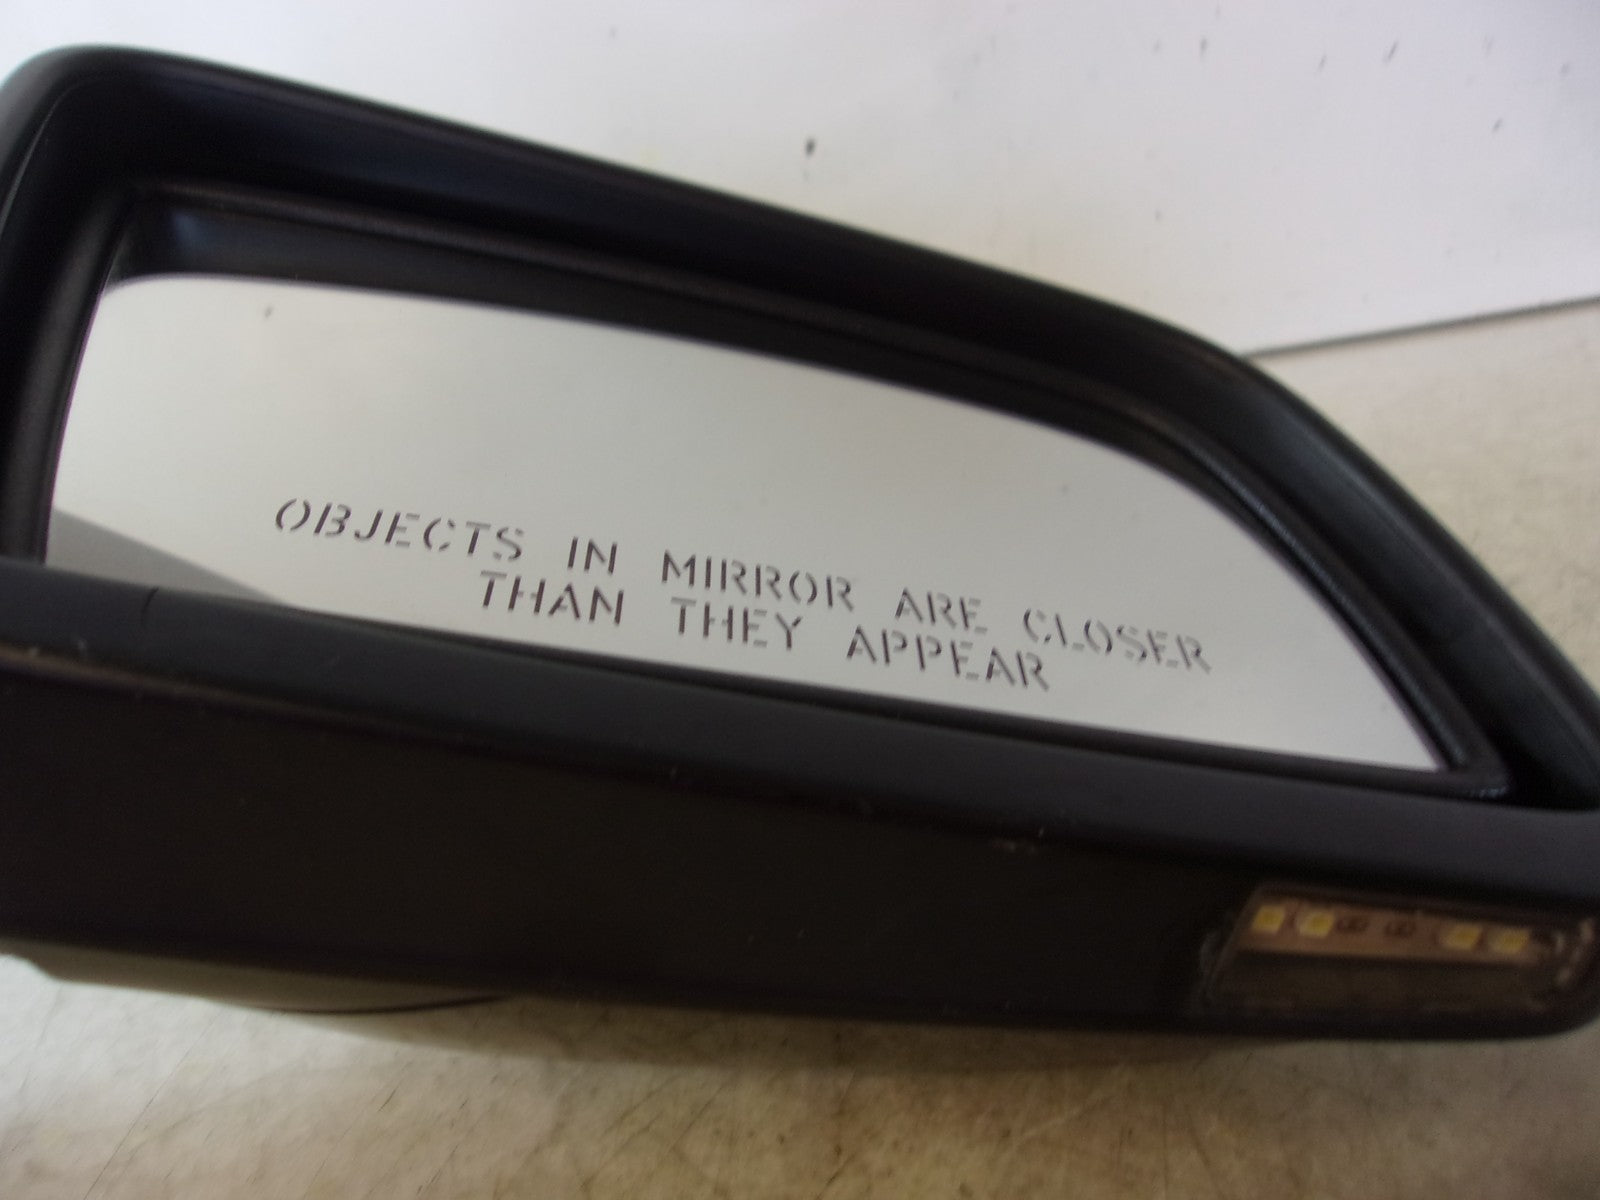 OBJECTS IN MIRROR ARE CLOSER
THAN THEY APPEAR